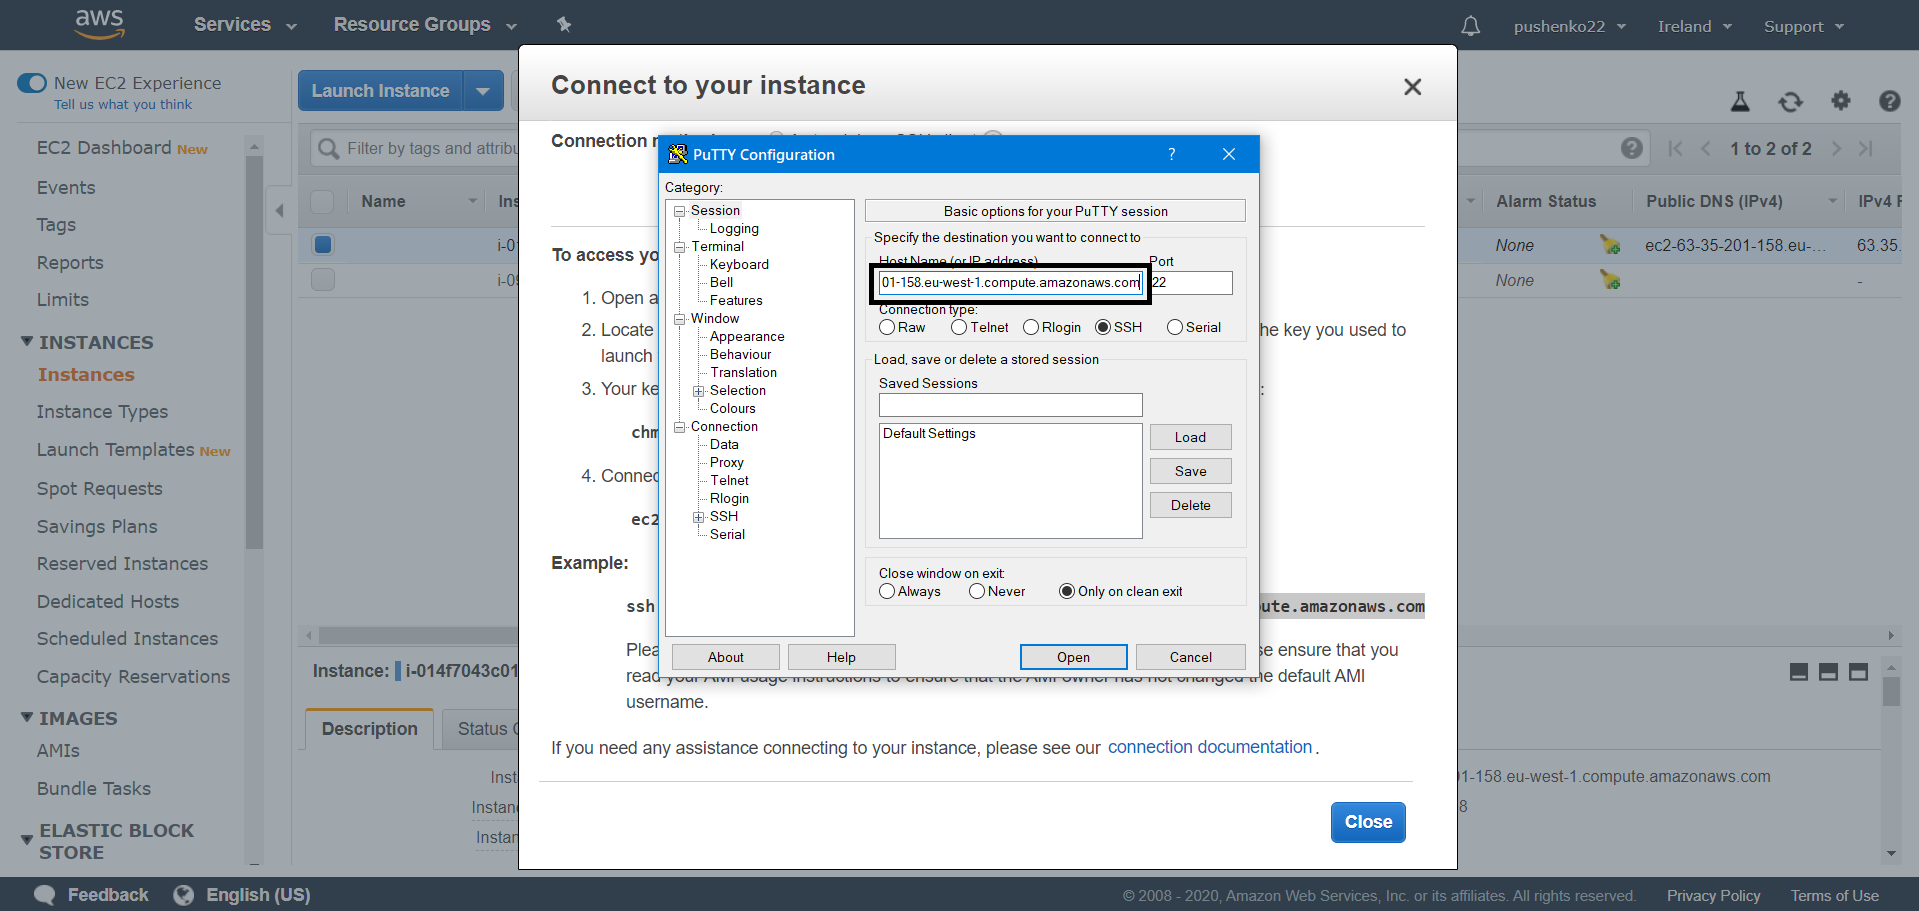 aws
Services
Resource Groups
pushenko22
Ireland
Support
New EC2 Experience
Tell us what you think
EC2 Dashboard New
Events
Tags
Reports
Limits
INSTANCES
Instances
Instance Types
Launch Templates New
Spot Requests
Savings Plans
Reserved Instances
Dedicated Hosts
Scheduled Instances
Capacity Reservations
IMAGES
AMIs
Bundle Tasks
ELASTIC BLOCK
STORE
Launch Instance
Filter by tags and attribu
1 to 2 of 2
Name
Ins
Alarm Status
Public DNS (IPv4)
IPv4 P
i-01
None
ec2-63-35-201-158.eu-...
63.35.
i-09
None
-
Instance:
i-014f7043c01
Description
Status C
Inst
Instan
Instan
1-158.eu-west-1.compute.amazonaws.com
8
Connect to your instance
Connection
To access yo
1. Open a
2. Locate
he key you used to
launch
3. Your ke
:
chm
4. Connec
ec2
Example:
ssh
ute.amazonaws.com
Plea
se ensure that you
read your AMI usage instructions to ensure that the AMI owner has not changed the default AMI
username.
If you need any assistance connecting to your instance, please see our connection documentation.
Close
PuTTY Configuration
?
Category:
Session
Logging
Terminal
Keyboard
Bell
Features
Window
Appearance
Behaviour
Translation
Selection
Colours
Connection
Data
Proxy
Telnet
Rlogin
SSH
Serial
Basic options for your PuTTY session
Specify the destination you want to connect to
Host Name (or IP address)
Port
01-158.eu-west-1.compute.amazonaws.com
22
Connection type:
Raw
Telnet
Rlogin
SSH
Serial
Load, save or delete a stored session
Saved Sessions
Default Settings
Load
Save
Delete
Close window on exit:
Always
Never
Only on clean exit
About
Help
Open
Cancel
Feedback
English (US)
© 2008 - 2020, Amazon Web Services, Inc. or its affiliates. All rights reserved.
Privacy Policy
Terms of Use